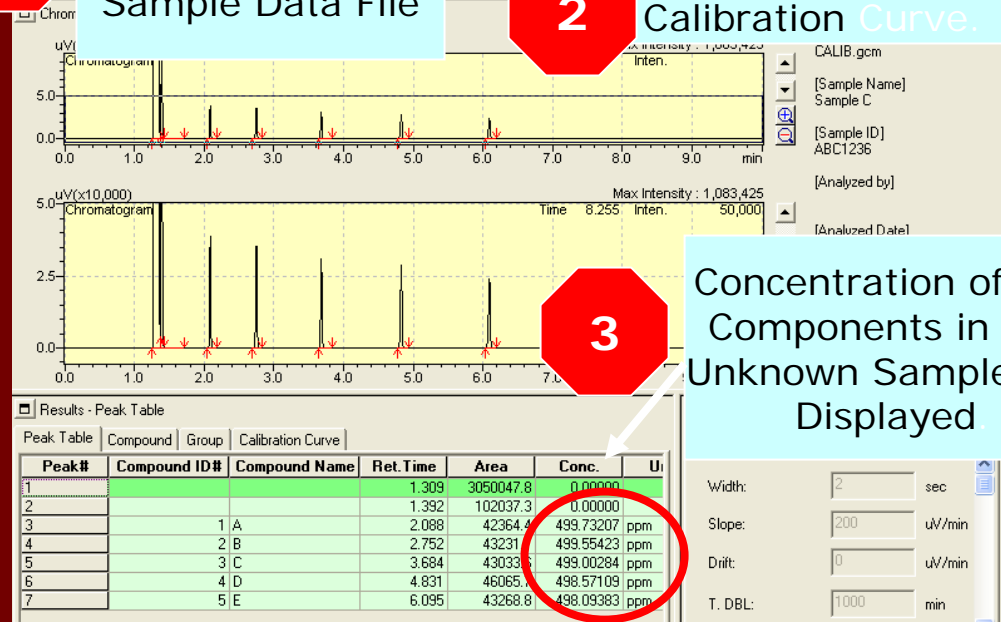 Sample Data File
2
Calibration Curve.
Chrom
uV(
Max Intensity : 1,083,425
Chromatogram
Inten.
5.0
0.0
0.0 1.0 2.0 3.0 4.0 5.0 6.0 7.0 8.0 9.0 min
CALIB.gcm
[Sample Name]
Sample C
[Sample ID]
ABC1236
[Analyzed by]
[Analyzed Date]
uV(x10,000)
Max Intensity : 1,083,425
Chromatogram
Time 8.255 Inten. 50,000
5.0
2.5
0.0
0.0 1.0 2.0 3.0 4.0 5.0 6.0 7.0
3
Concentration of
Components in
Unknown Sample
Displayed.
Results - Peak Table
Peak Table Compound Group Calibration Curve
Peak# Compound ID# Compound Name Ret.Time Area Conc. U
1 1.309 3050047.8 0.00000
2 1.392 102037.3 0.00000
3 1 A 2.088 42364.4 499.73207 ppm
4 2 B 2.752 43231 499.55423 ppm
5 3 C 3.684 43033 499.00284 ppm
6 4 D 4.831 46065 498.57109 ppm
7 5 E 6.095 43268.8 498.09383 ppm
Width: 2 sec
Slope: 200 uV/min
Drift: 0 uV/min
T. DBL: 1000 min